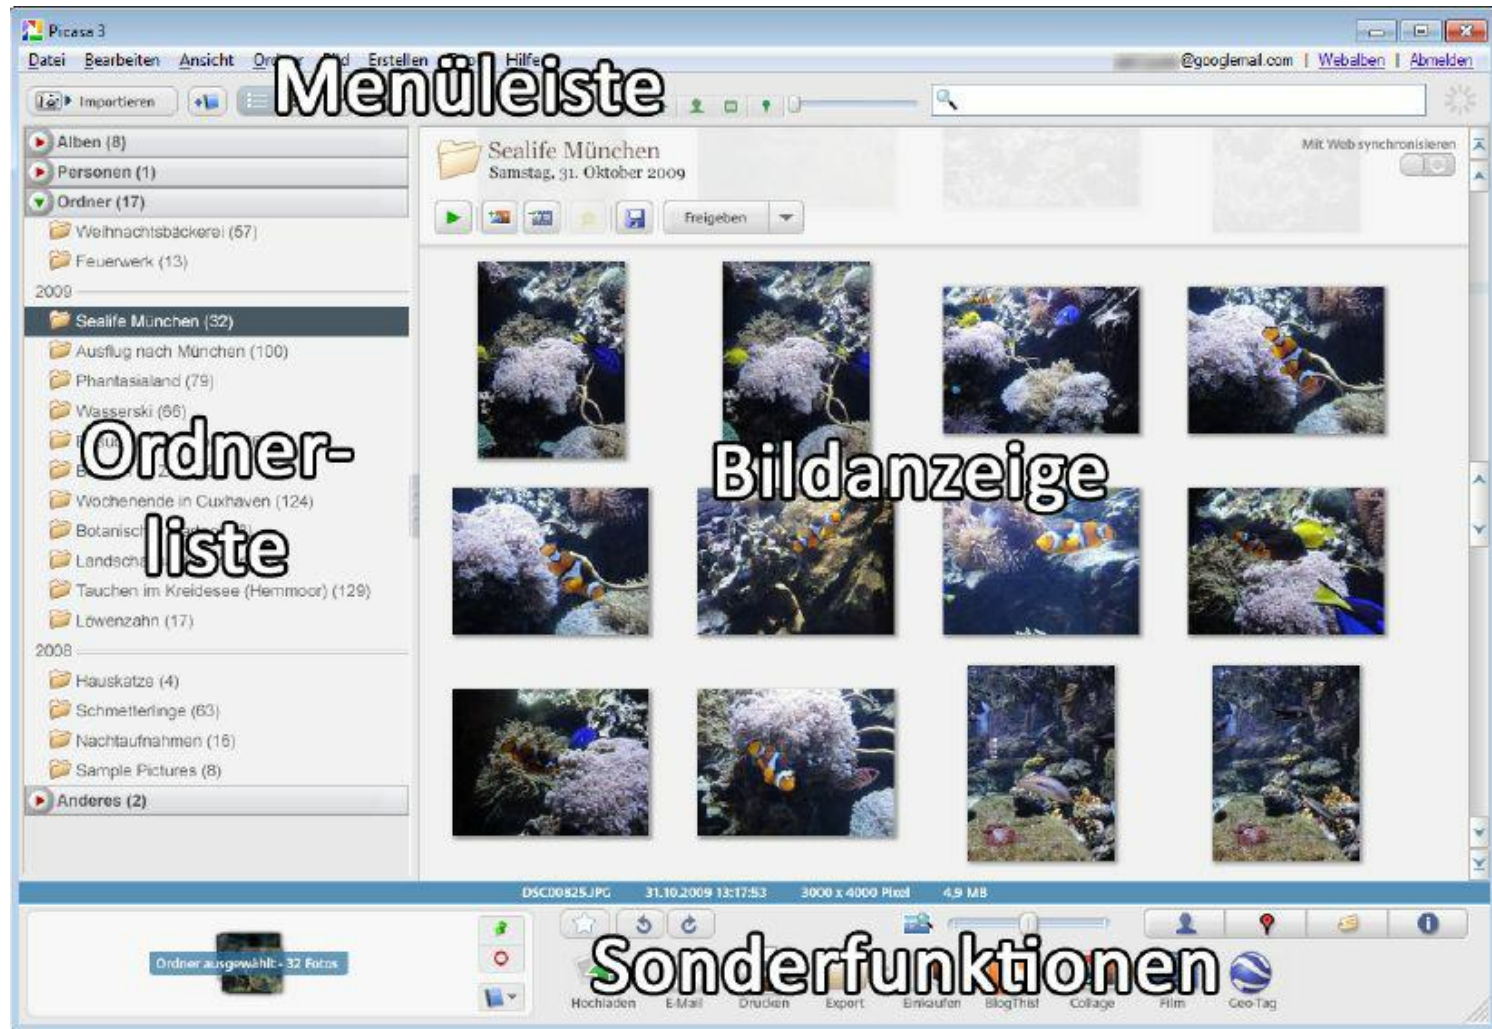 Picasa 3
Datei Bearbeiten Ansicht Erstellen Hilfe
@googlemail.com | Webalben | Abmelden
Menüleiste
Importieren
Alben (8)
Personen (1)
Ordner (17)
Weihnachtsbäckerei (57)
Feuerwerk (13)
2009
Sealife München (32)
Ausflug nach München (100)
Phantasialand (79)
Wasserski (66)
Ordner-
Wochenende in Cuxhaven (124)
liste
Tauchen im Kreidesee (Hemmoor) (129)
Löwenzahn (17)
2008
Hauskatze (4)
Schmetterlinge (63)
Nachtaufnahmen (16)
Sample Pictures (8)
Anderes (2)
Sealife München
Samstag, 31. Oktober 2009
Mit Web synchronisieren
Freigeben
Bildanzeige
DSC00825.JPG 31.10.2009 13:17:53 3000 x 4000 Pixel 4,9 MB
Ordner ausgewählt - 32 Fotos
Sonderfunktionen
Hochladen E-Mail Drucken Export Einkaufen BlogThis! Collage Film Geo-Tag